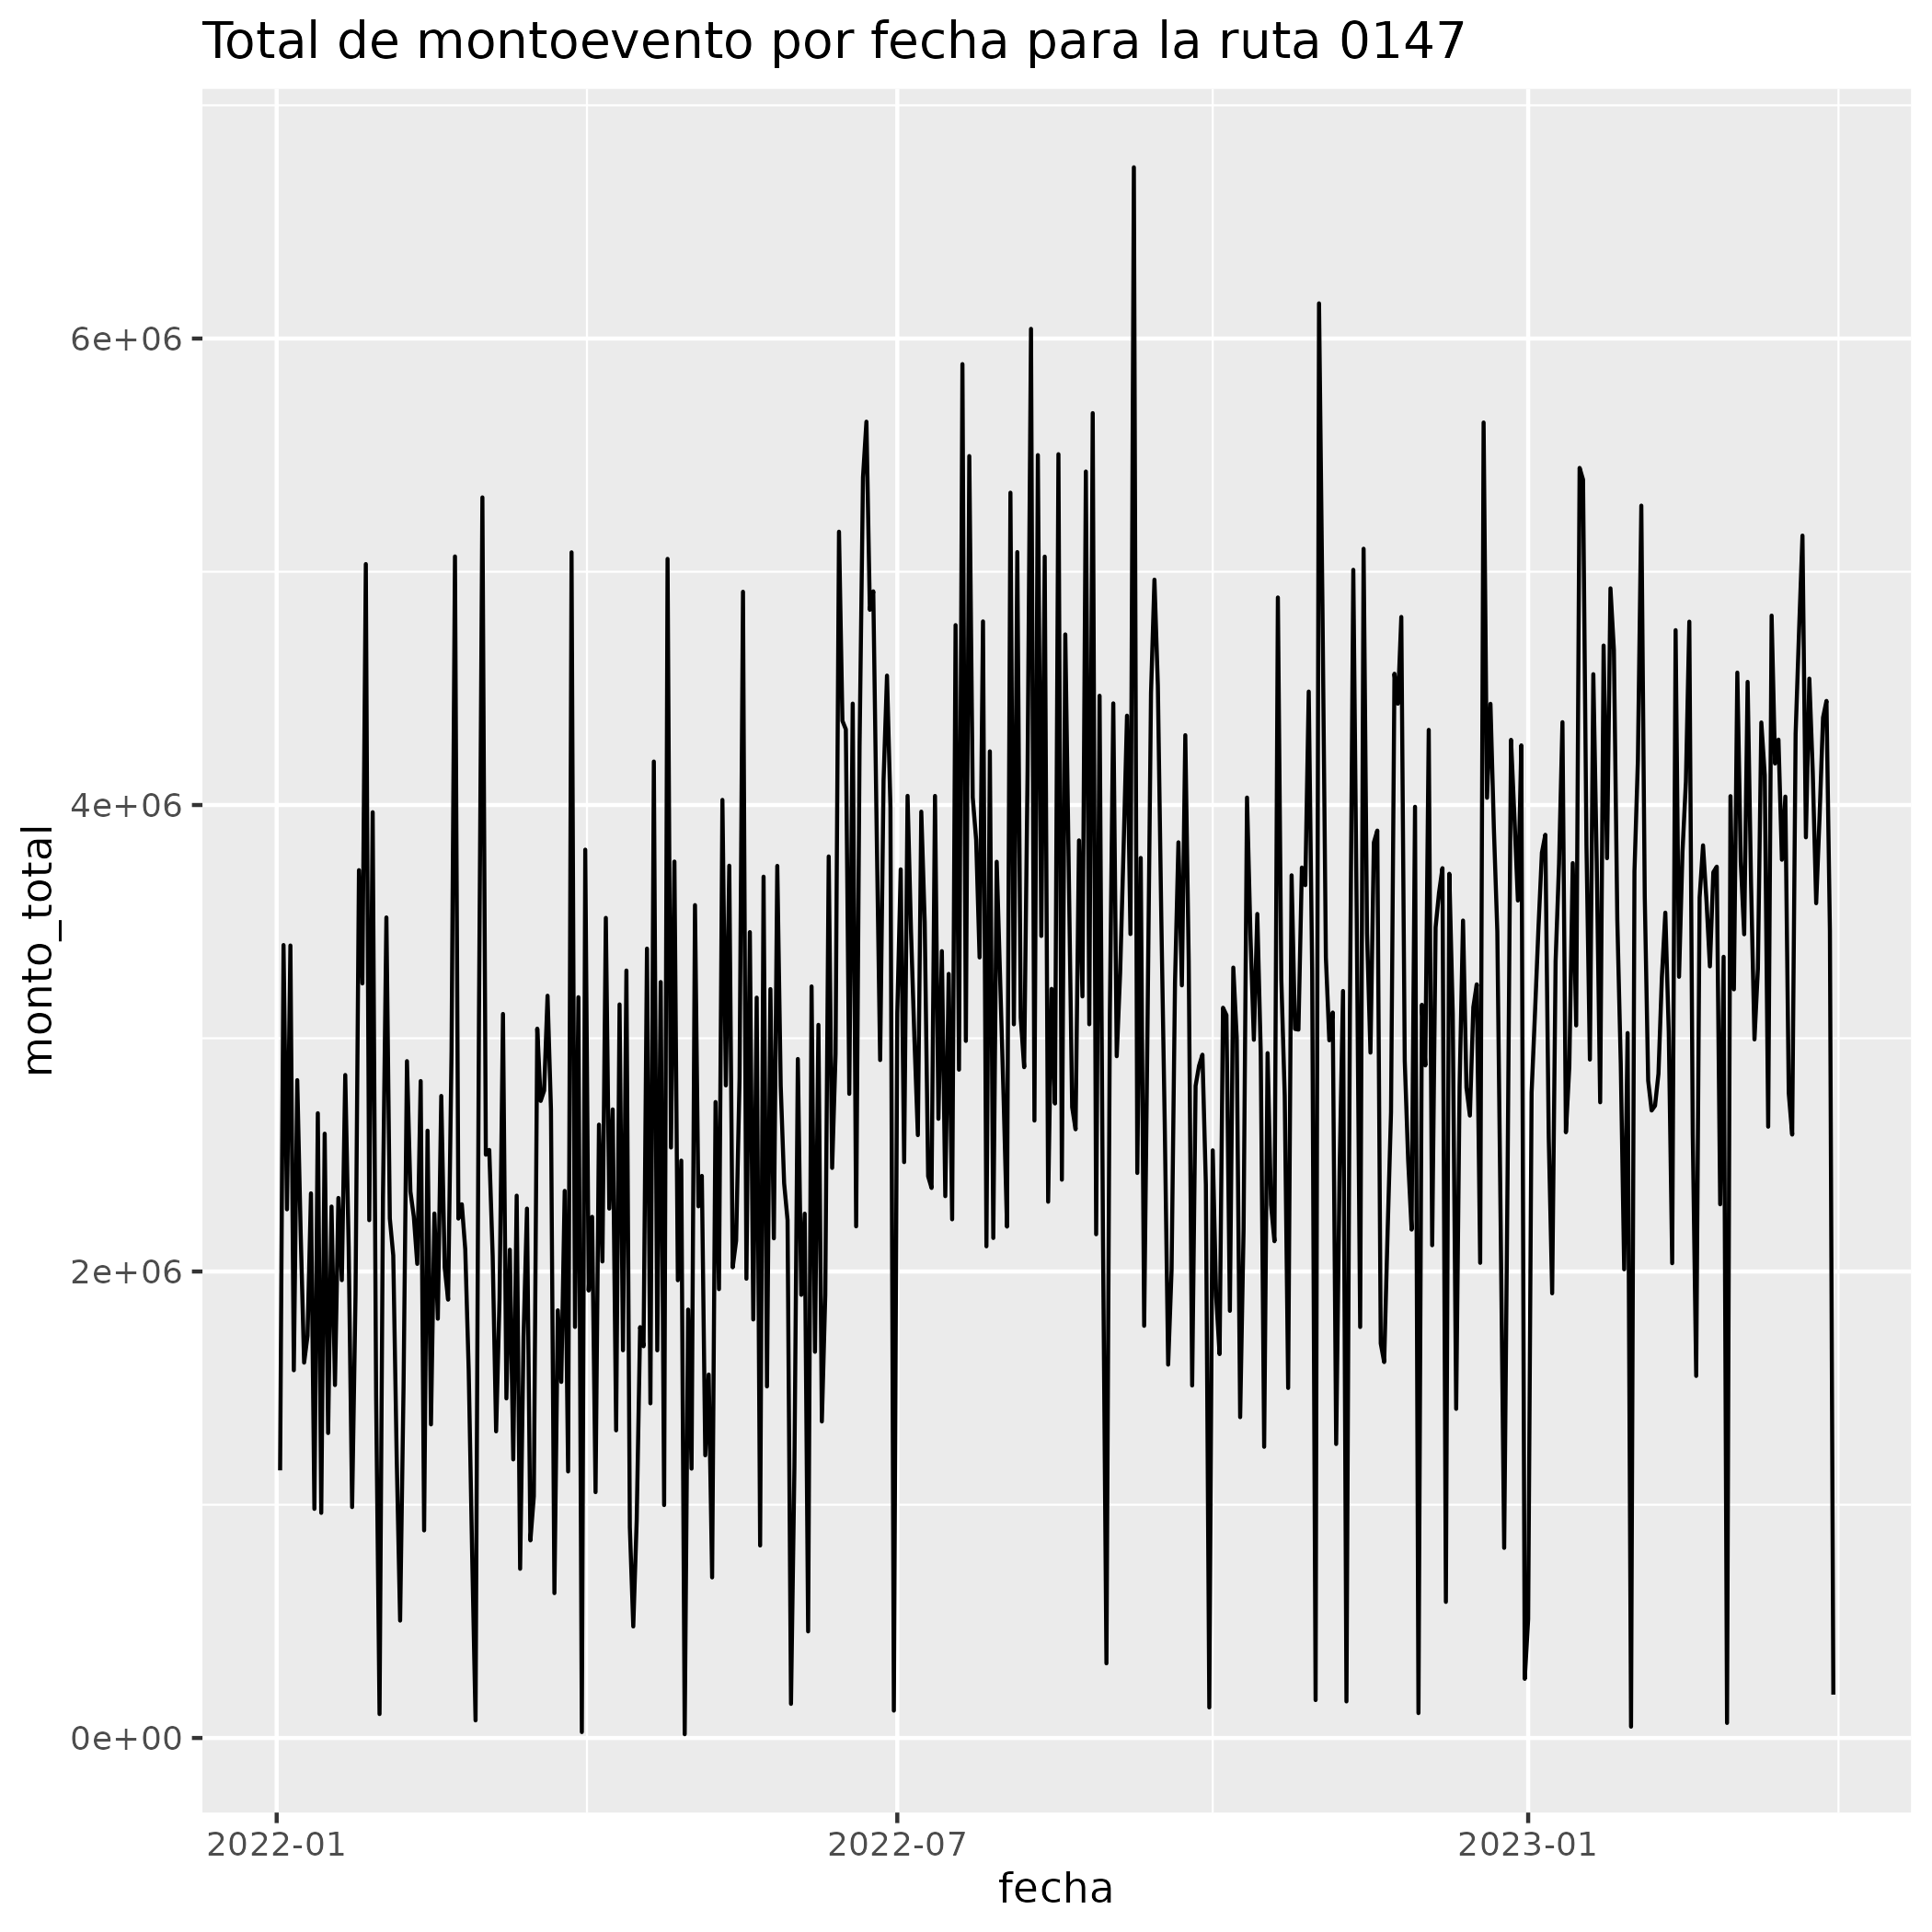 Total de montoevento por fecha para la ruta 0147
6e+06
4e+06
2e+06
0e+00
monto_total
2022-01
2022-07
2023-01
fecha